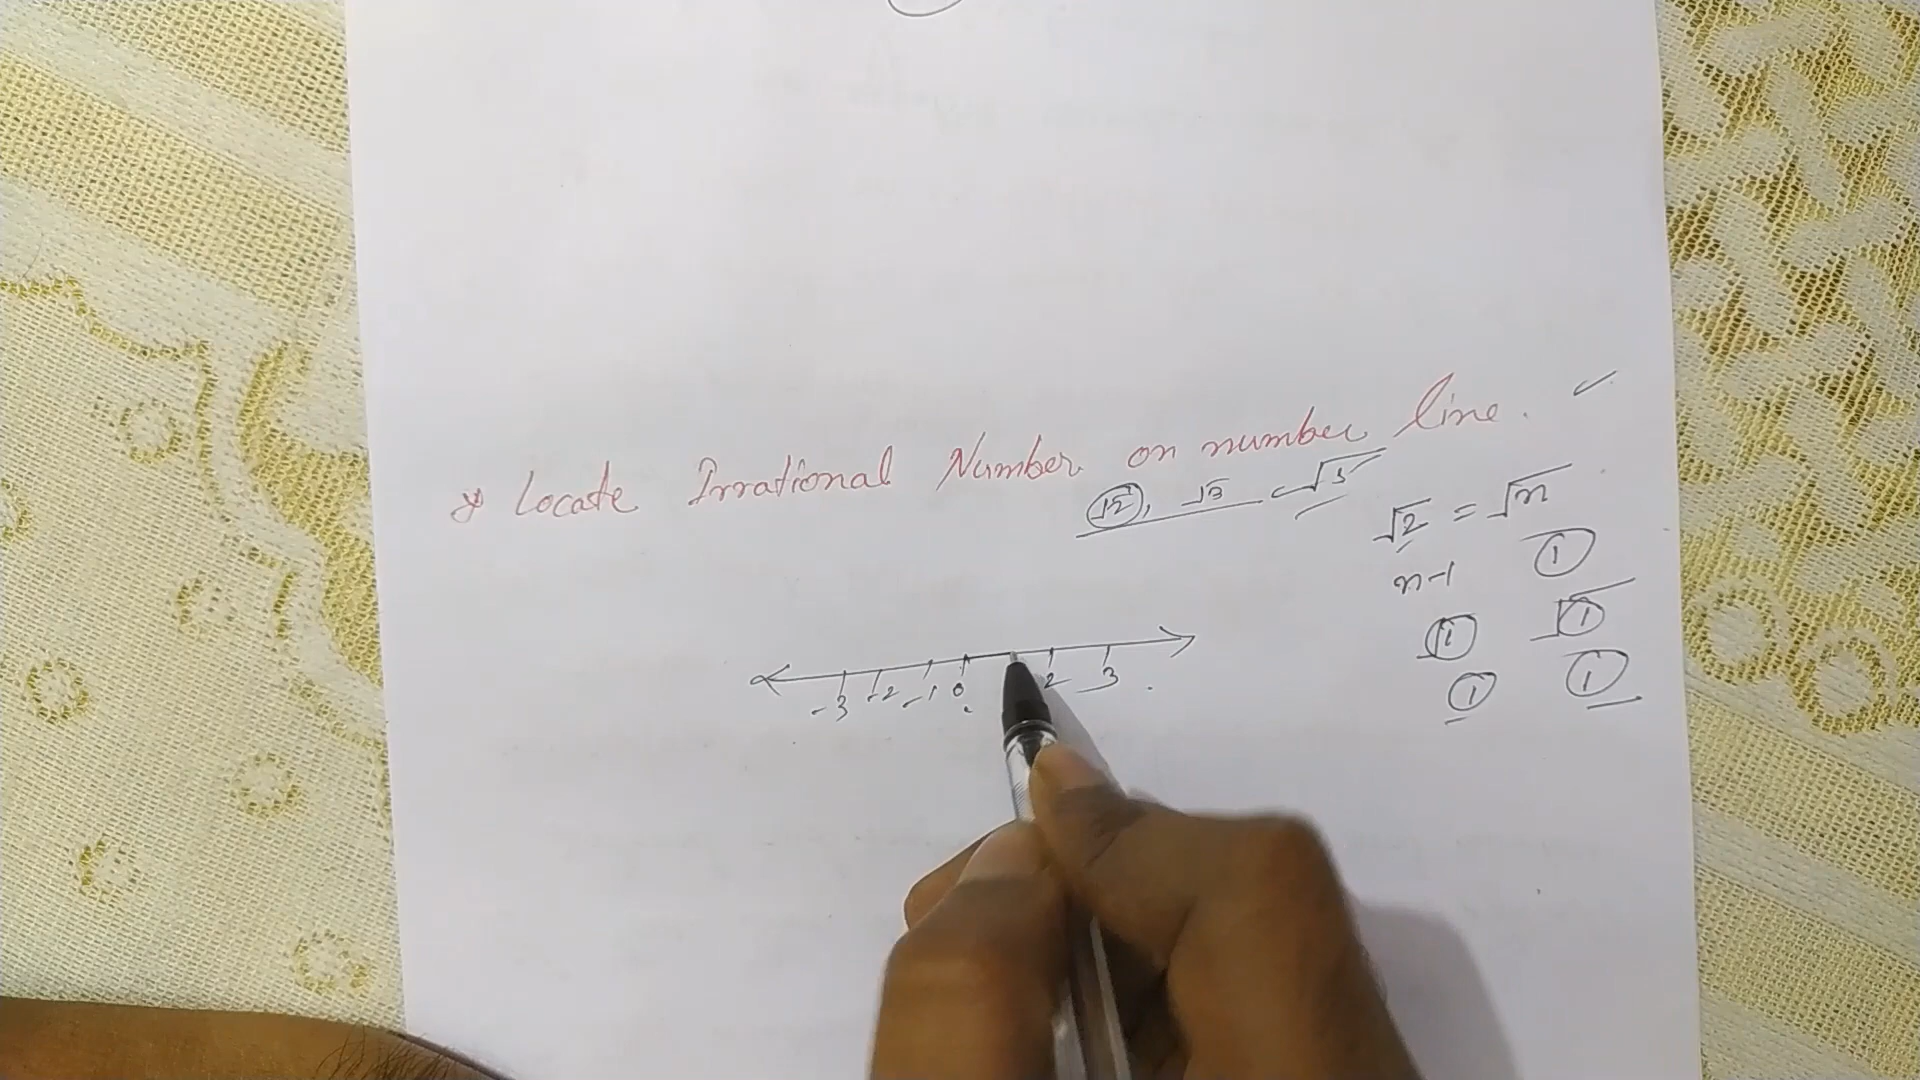 * Locate Irrational Number on number line.
√2, √3 - √5
√2 = √n
n-1 1
√1 √1
1 1
-3 -2 -1 0 2 3